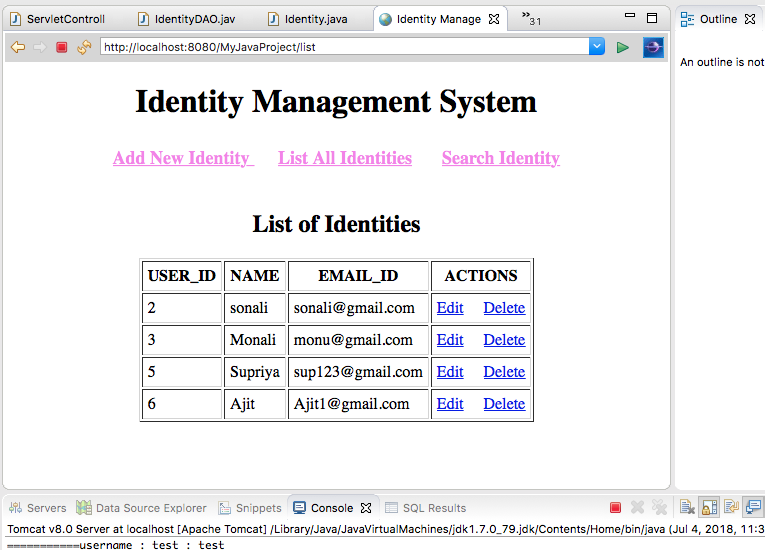 ServletControll IdentityDAO.jav Identity.java Identity Manage »31 Outline
http://localhost:8080/MyJavaProject/list
An outline is not
Identity Management System
Add New Identity List All Identities Search Identity
List of Identities
USER_ID NAME EMAIL_ID ACTIONS
2 sonali sonali@gmail.com Edit Delete
3 Monali monu@gmail.com Edit Delete
5 Supriya sup123@gmail.com Edit Delete
6 Ajit Ajit1@gmail.com Edit Delete
Servers Data Source Explorer Snippets Console SQL Results
Tomcat v8.0 Server at localhost [Apache Tomcat] /Library/Java/JavaVirtualMachines/jdk1.7.0_79.jdk/Contents/Home/bin/java (Jul 4, 2018, 11:3
===========username : test : test